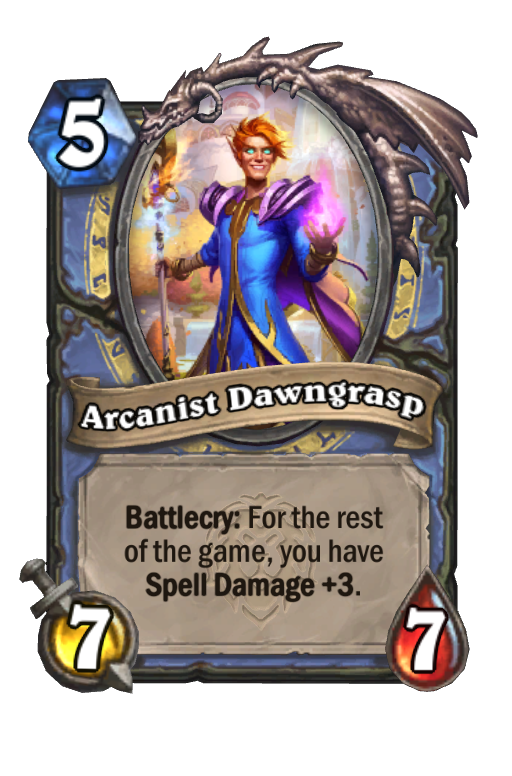 5
Arcanist Dawngrasp
Battlecry: For the rest
of the game, you have
Spell Damage +3.
7
7